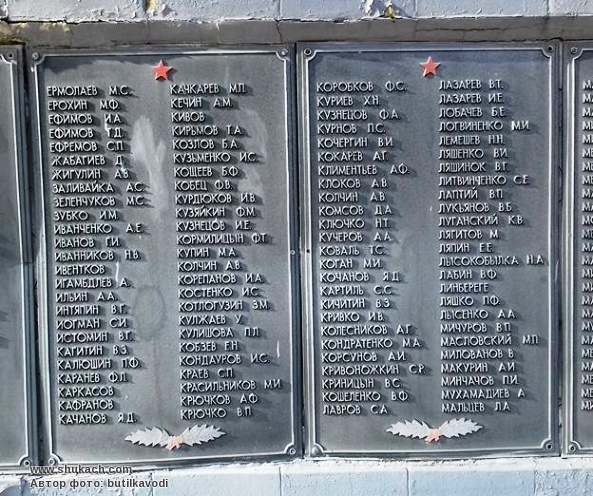 ЕРМОЛАЕВ М.С.
ЕРОХИН М.Ф.
ЕФИМОВ И.А.
ЕФИМОВ Т.Д.
ЕФРЕМОВ С.П.
ЖАБАГИЕВ Д.
ЖИГУЛИН А.В.
ЗАЛИВАЙКА А.С.
ЗЕЛЕНЧУКОВ М.С.
ЗУБКО И.М.
ИВАНЧЕНКО А.Е.
ИВАНОВ Г.И.
ИВАННИКОВ Н.В.
ИВЕНТКОВ
ИГАМБДЛЕВ А.
ИЛЬИН А.А.
ИНТЯПИН В.Г.
ИОГМАН С.И.
ИСТОМИН В.Г.
КАГИТИН В.З.
КАЛЮШИН П.Ф.
КАРАНЕВ Ф.Л.
КАРКАСОВ
КАФРАНОВ
КАЧАНОВ Я.Д.
КАЧКАРЕВ М.П.
КЕЧИН А.М.
КИВОВ
КИРЬМОВ Т.А.
КОЗЛОВ Б.А.
КУЗЬМЕНКО И.С.
КОЩЕЕВ Б.Ф.
КОБЕЦ Ф.В.
КУРДЮКОВ И.В.
КУЗЯЙКИН Ф.М.
КУЗНЕЦОВ И.Е.
КОРМИЛИЦЫН Ф.Т.
КУПИН М.А.
КОЛЧИН А.В.
КОРЕПАНОВ И.А.
КОСТЕНКО И.С.
КОТЛОГУЗИН З.М.
КУЛЖАЕВ У.
КУЛИШОВА П.Л.
КОБЗЕВ Г.Н.
КОНДАУРОВ И.С.
КРАЕВ С.П.
КРАСИЛЬНИКОВ М.И.
КРЮЧКОВ А.Ф.
КРЮЧКО В.П.
КОРОБКОВ Ф.С.
КУРИЕВ Х.Н.
КУЗНЕЦОВ Ф.А.
КУРНОВ П.С.
КОЧЕРГИН В.И.
КОКАРЕВ А.Г.
КЛИМЕНТЬЕВ А.Ф.
КЛОКОВ А.В.
КОЛЧИН А.В.
КОМСОВ Д.А.
КЛЮЧКО Н.Г.
КУЧЕРОВ А.А.
КОВАЛЬ Т.С.
КОГАН М.И.
КОЧАНОВ Я.Д.
КАРТИЛЬ С.С.
КИЧИТИН В.З.
КРИВКО И.В.
КОЛЕСНИКОВ А.Г.
КОНДРАТЕНКО М.А.
КОРСУНОВ А.И.
КРИВОНОЖКИН С.Р.
КРИНИЦЫН В.С.
КОШЕЛЕНКО В.Ф.
ЛАВРОВ С.А.
ЛАЗАРЕВ В.Т.
ЛАЗАРЕВ И.Е.
ЛОБАЧЕВ Б.Е.
ЛОГВИНЕНКО М.И.
ЛЕМЕШЕВ Н.Н.
ЛЯШЕНКО В.И.
ЛЯШИНОК В.Т.
ЛИТВИНЧЕНКО С.Е.
ЛАПТИЙ В.П.
ЛУКЬЯНОВ В.Б.
ЛУГАНСКИЙ К.В.
ЛЯГИТОВ М.
ЛЯПИН Е.Е.
ЛЫСОКОБЫЛКА Н.А.
ЛАБИН В.Ф.
ЛИНБЕРЕГЕ
ЛЯШКО П.Ф.
ЛЫСЕНКО А.А.
МИЧУРОВ В.П.
МАСЛОВСКИЙ М.П.
МИЛОВАНОВ В.
МАКУРИН А.И.
МИНЧАЧОВ П.И.
МУХАМАДИЕВ А.
МАЛЬЦЕВ Л.А.
www.shukach.com
Автор фото: butilkavodi